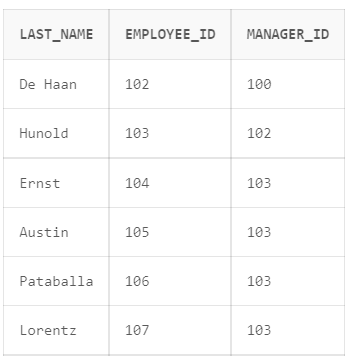 LAST_NAME EMPLOYEE_ID MANAGER_ID
De Haan 102 100
Hunold 103 102
Ernst 104 103
Austin 105 103
Pataballa 106 103
Lorentz 107 103